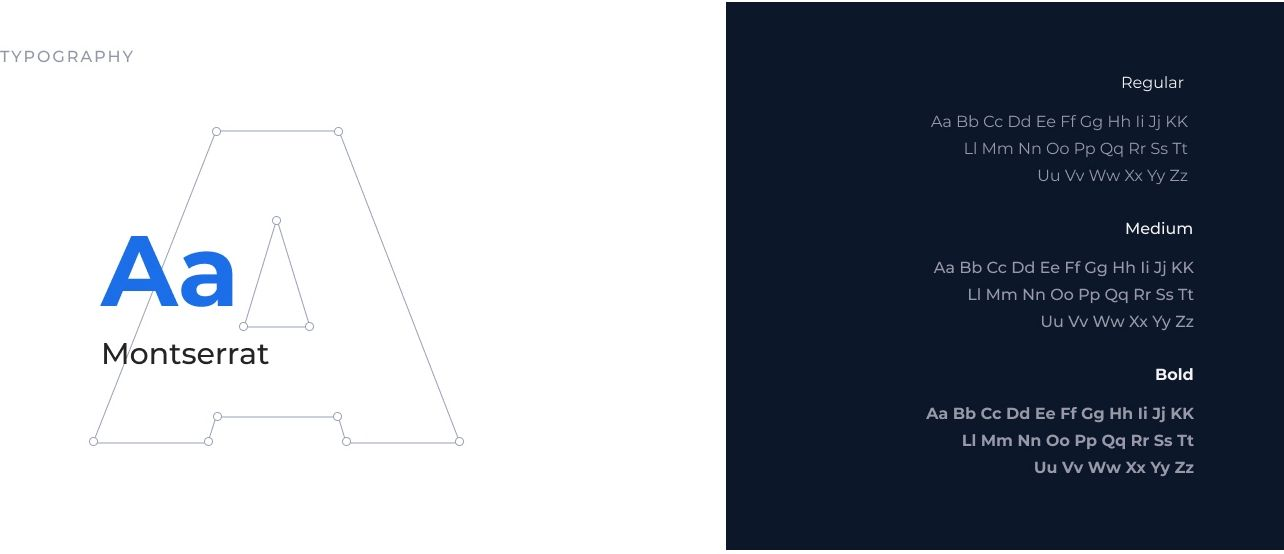 TYPOGRAPHY
Aa
Montserrat
Regular
Aa Bb Cc Dd Ee Ff Gg Hh Ii Jj KK
Ll Mm Nn Oo Pp Qq Rr Ss Tt
Uu Vv Ww Xx Yy Zz
Medium
Aa Bb Cc Dd Ee Ff Gg Hh Ii Jj KK
Ll Mm Nn Oo Pp Qq Rr Ss Tt
Uu Vv Ww Xx Yy Zz
Bold
Aa Bb Cc Dd Ee Ff Gg Hh Ii Jj KK
Ll Mm Nn Oo Pp Qq Rr Ss Tt
Uu Vv Ww Xx Yy Zz